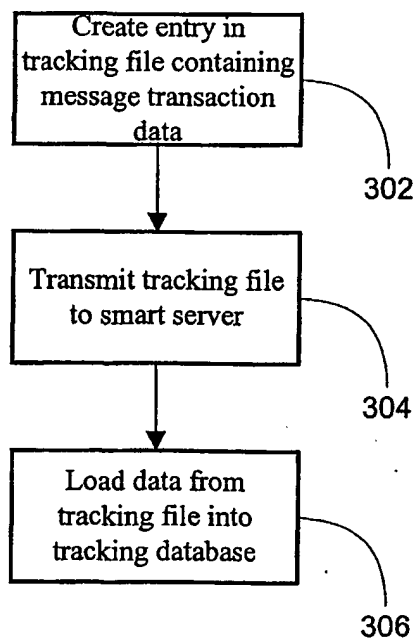 Create entry in
tracking file containing
message transaction
data
302
Transmit tracking file
to smart server
304
Load data from
tracking file into
tracking database
306